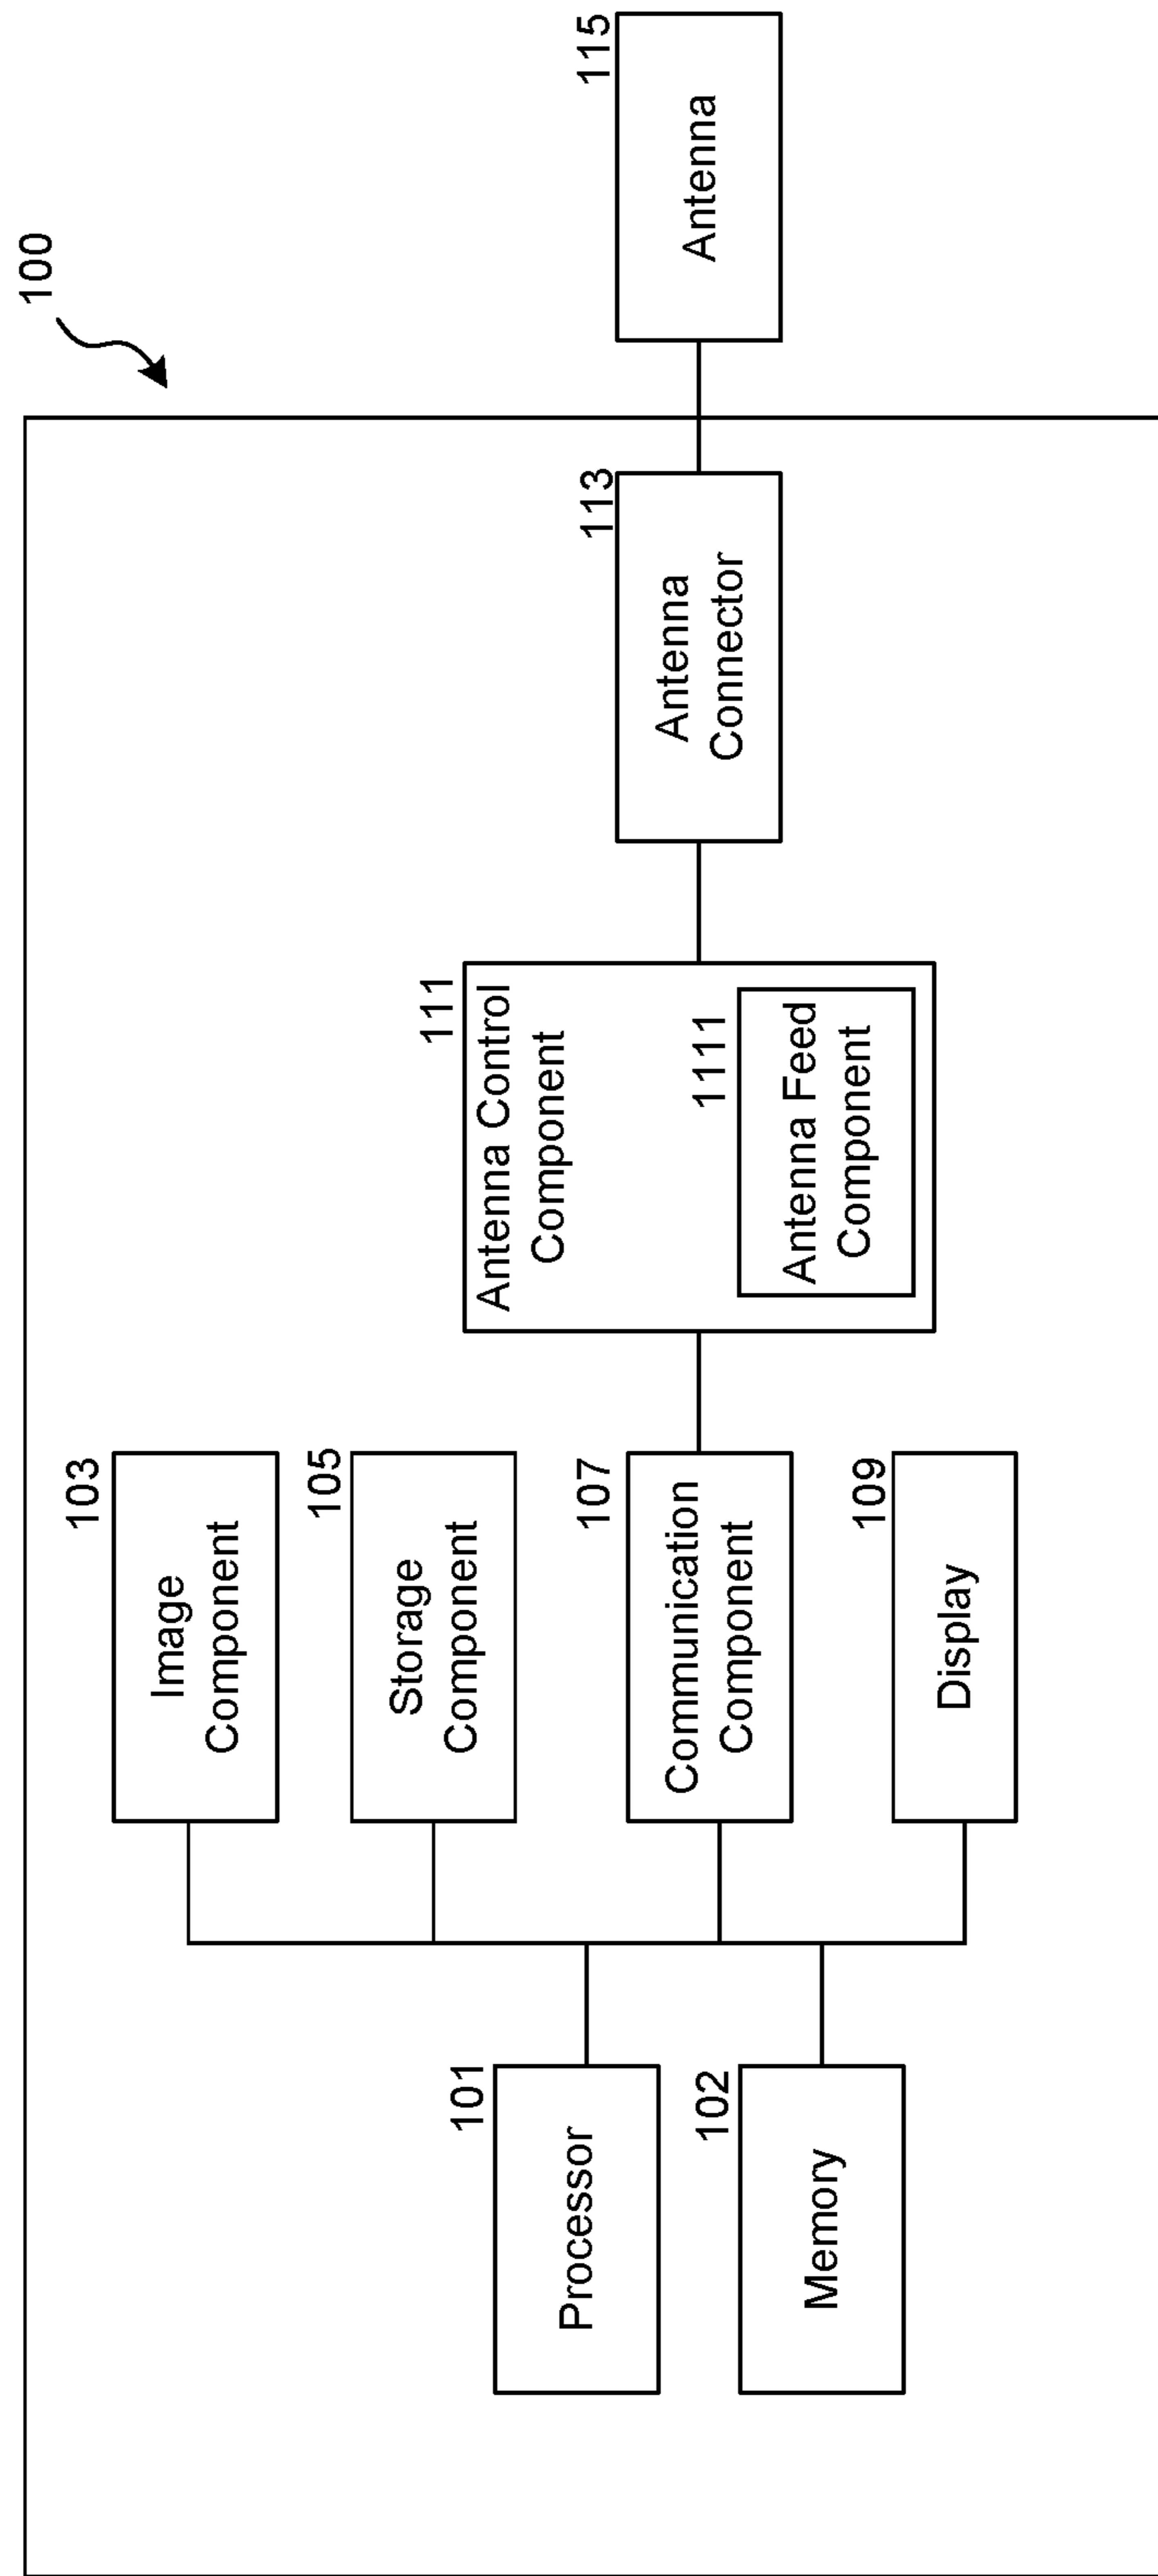 100
101
Processor
102
Memory
103
Image
Component
105
Storage
Component
107
Communication
Component
109
Display
111
Antenna Control
Component
1111
Antenna Feed
Component
113
Antenna
Connector
115
Antenna